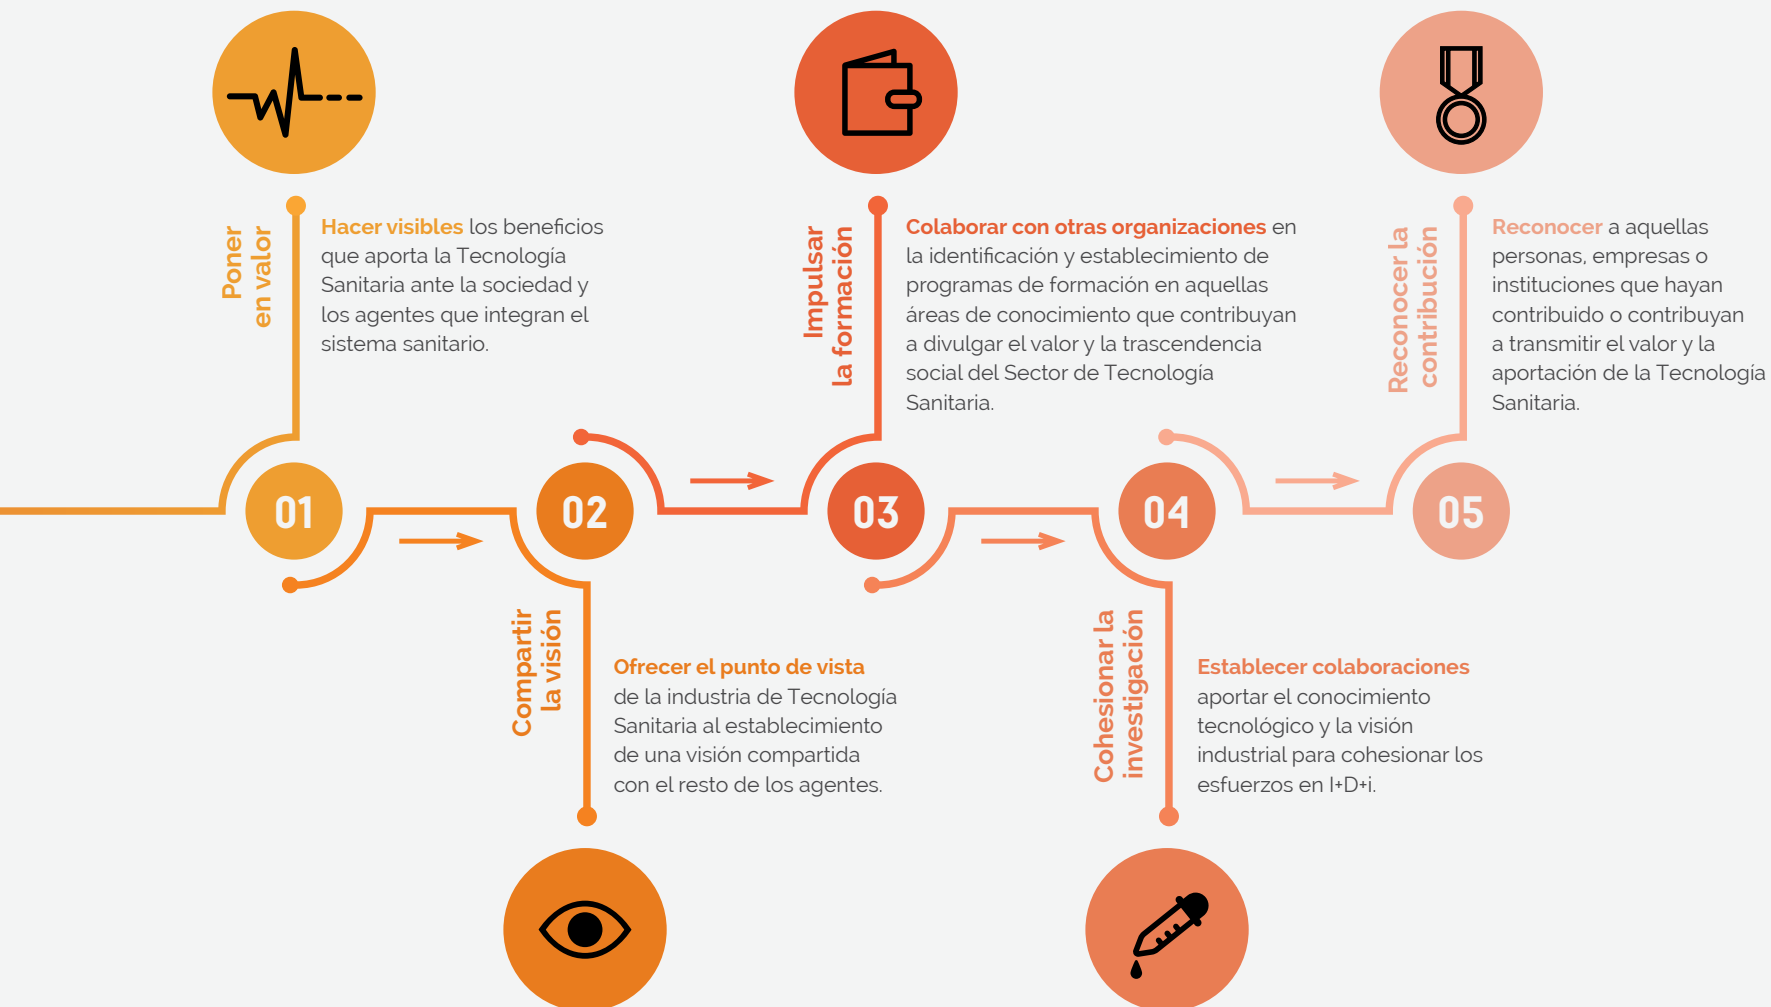 01
Poner
en valor
Hacer visibles los beneficios
que aporta la Tecnología
Sanitaria ante la sociedad y
los agentes que integran el
sistema sanitario.
02
Compartir
la visión
Ofrecer el punto de vista
de la industria de Tecnología
Sanitaria al establecimiento
de una visión compartida
con el resto de los agentes.
03
Impulsar
la formación
Colaborar con otras organizaciones en
la identificación y establecimiento de
programas de formación en aquellas
áreas de conocimiento que contribuyan
a divulgar el valor y la trascendencia
social del Sector de Tecnología
Sanitaria.
04
Cohesionar la
investigación
Establecer colaboraciones
aportar el conocimiento
tecnológico y la visión
industrial para cohesionar los
esfuerzos en I+D+i.
05
Reconocer la
contribución
Reconocer a aquellas
personas, empresas o
instituciones que hayan
contribuido o contribuyan
a transmitir el valor y la
aportación de la Tecnología
Sanitaria.